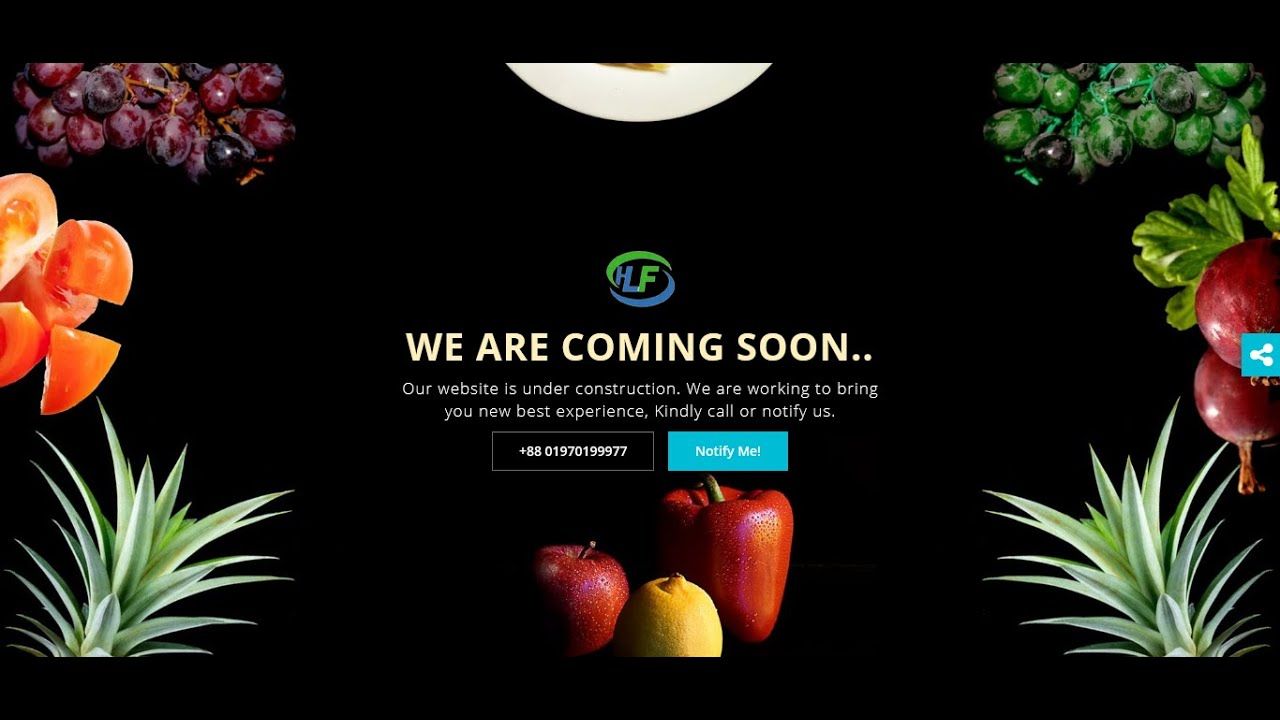 HLF
WE ARE COMING SOON..
Our website is under construction. We are working to bring
you new best experience, Kindly call or notify us.
+88 01970199977
Notify Me!